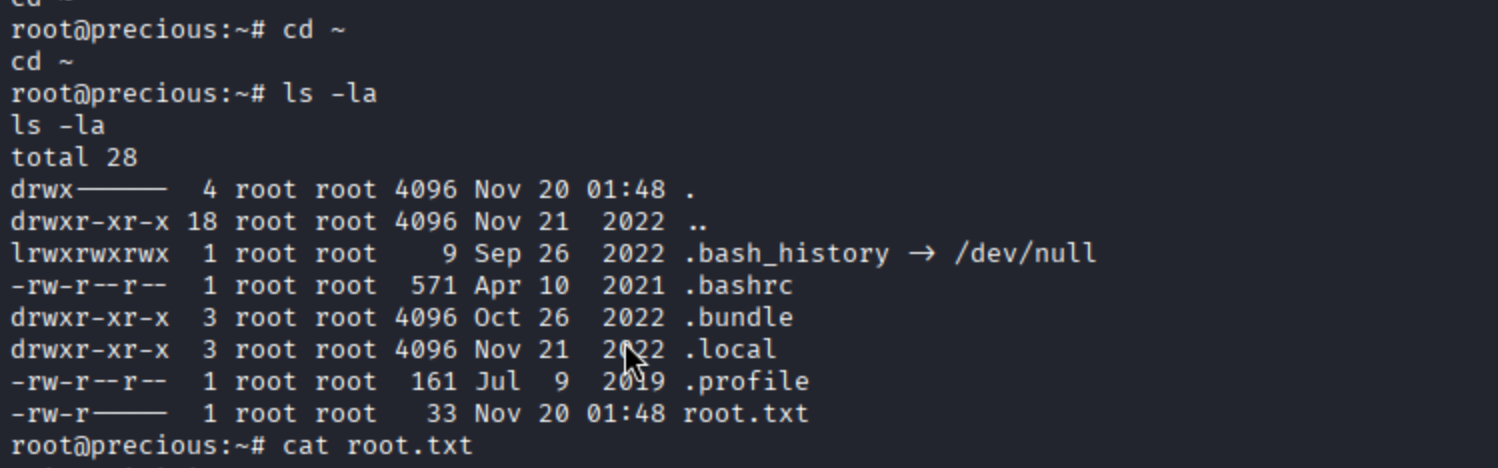 cd ~
root@precious:~# cd ~
cd ~
root@precious:~# ls -la
ls -la
total 28
drwx------  4 root root 4096 Nov 20 01:48 .
drwxr-xr-x 18 root root 4096 Nov 21  2022 ..
lrwxrwxrwx  1 root root    9 Sep 26  2022 .bash_history -> /dev/null
-rw-r--r--  1 root root  571 Apr 10  2021 .bashrc
drwxr-xr-x  3 root root 4096 Oct 26  2022 .bundle
drwxr-xr-x  3 root root 4096 Nov 21  2022 .local
-rw-r--r--  1 root root  161 Jul  9  2019 .profile
-rw-r-----  1 root root   33 Nov 20 01:48 root.txt
root@precious:~# cat root.txt